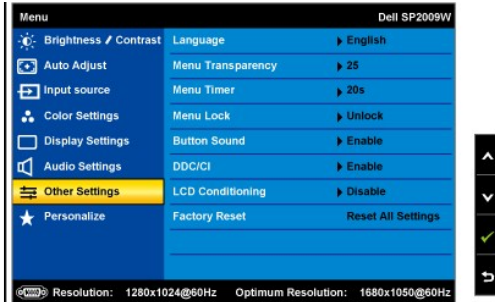 Menu Dell SP2009W
Brightness / Contrast Language English
Auto Adjust Menu Transparency 25
Input source Menu Timer 20s
Color Settings Menu Lock Unlock
Display Settings Button Sound Enable
Audio Settings DDC/CI Enable
Other Settings LCD Conditioning Disable
Personalize Factory Reset Reset All Settings
Resolution: 1280x1024@60Hz Optimum Resolution: 1680x1050@60Hz